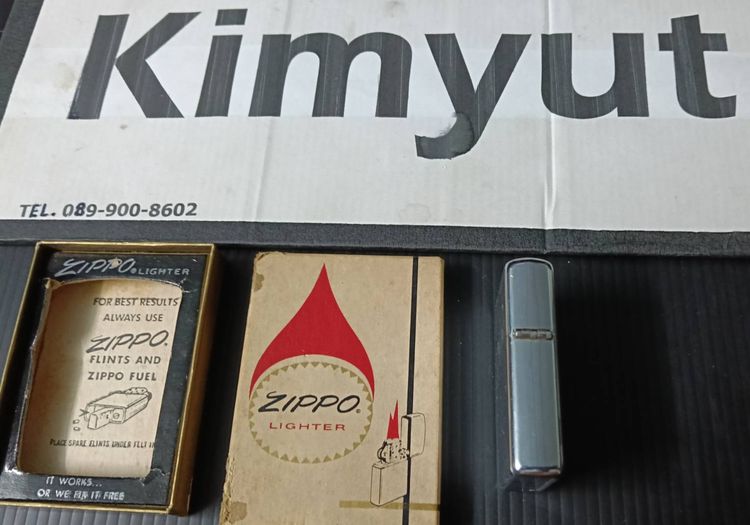 Kimyut
TEL. 089-900-8602
ZIPPO® LIGHTER
FOR BEST RESULTS
ALWAYS USE
ZIPPO®
FLINTS AND
ZIPPO FUEL
PLACE SPARE FLINTS UNDER FELT IN
IT WORKS...
OR WE FIX IT FREE
ZIPPO®
LIGHTER